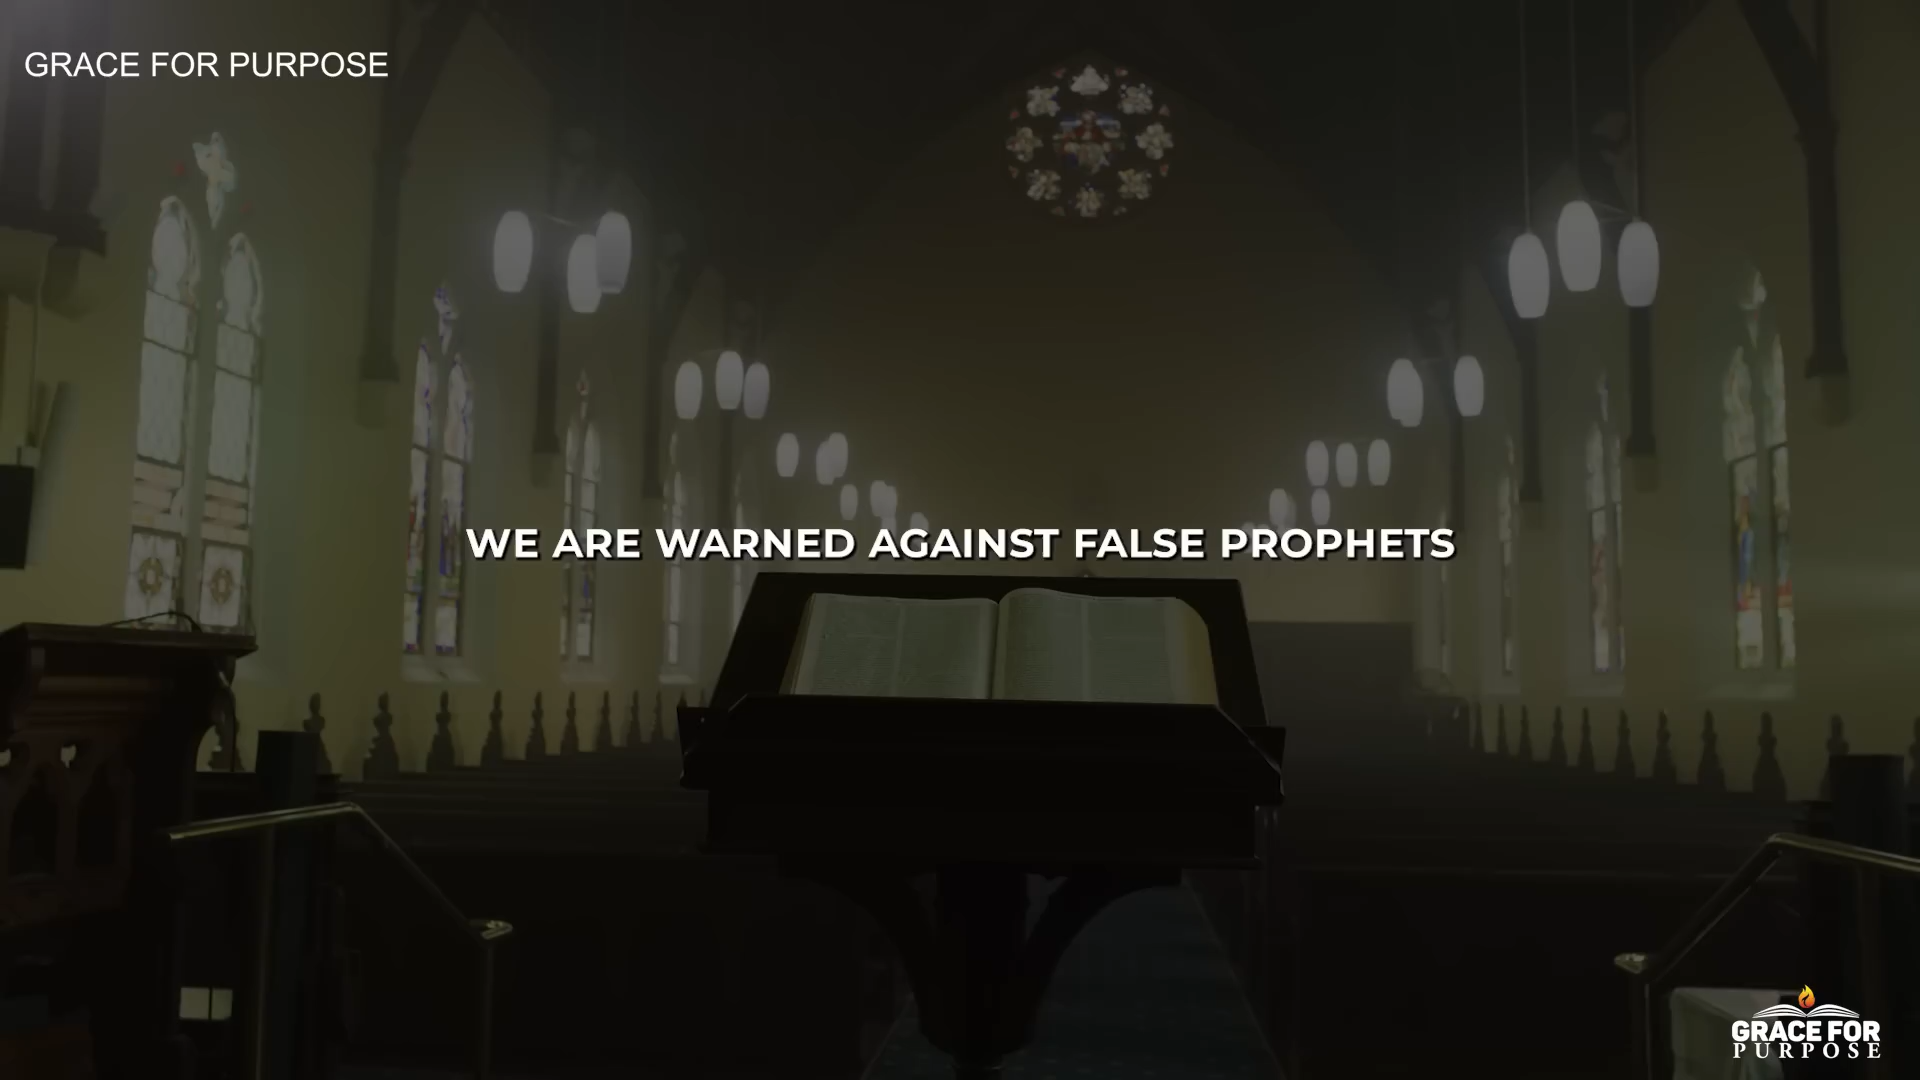 GRACE FOR PURPOSE
WE ARE WARNED AGAINST FALSE PROPHETS
GRACE FOR
PURPOSE